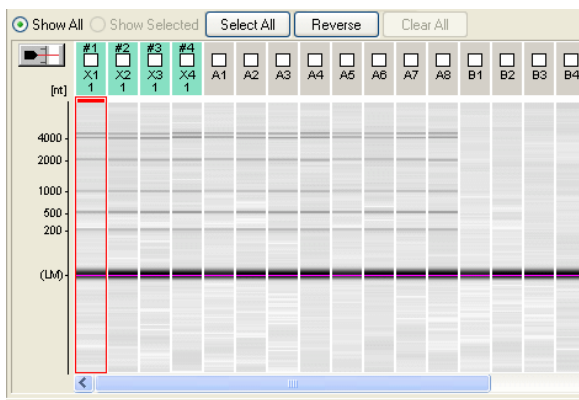 Show All Show Selected Select All Reverse Clear All
#1 #2 #3 #4
X1 X2 X3 X4 A1 A2 A3 A4 A5 A6 A7 A8 B1 B2 B3 B4
[nt] 1 1 1 1
4000
2000
1000
500
200
(LM)